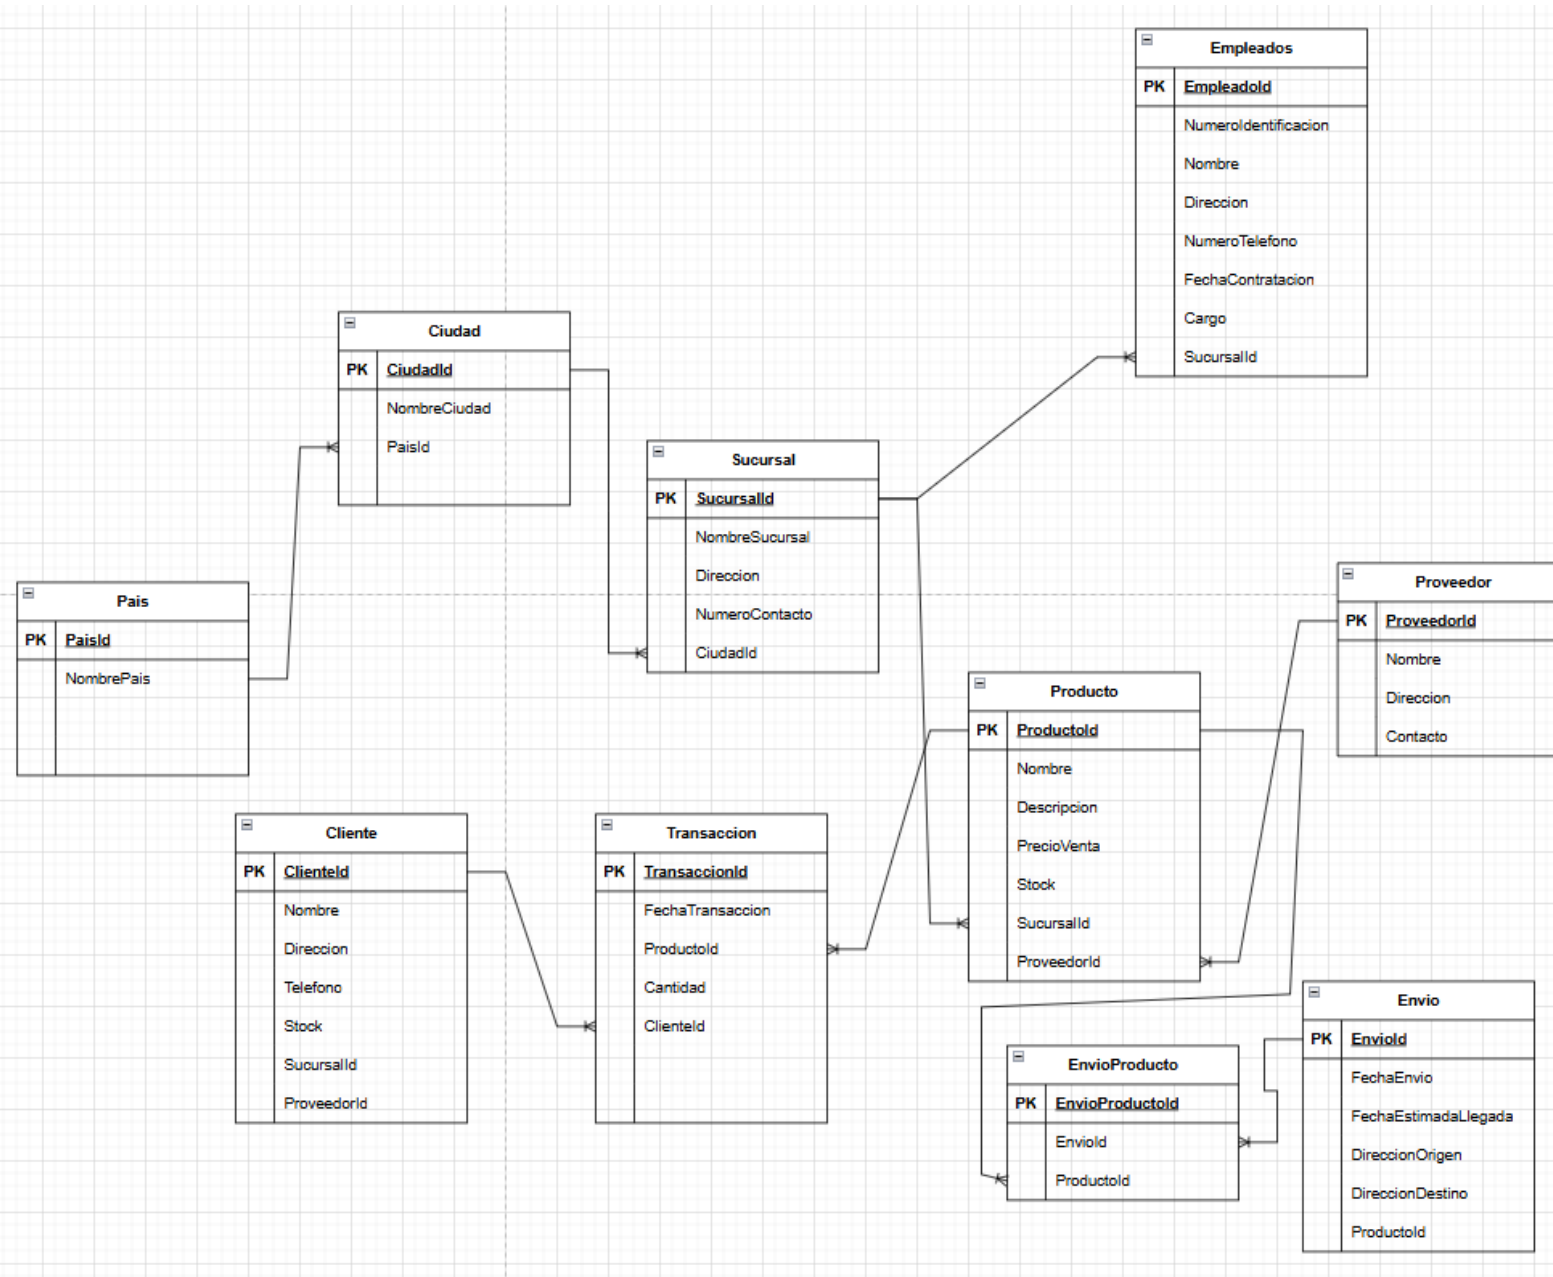 Empleados
PK EmpleadoId
NumeroIdentificacion
Nombre
Direccion
NumeroTelefono
FechaContratacion
Cargo
SucursalId
Ciudad
PK CiudadId
NombreCiudad
PaisId
Sucursal
PK SucursalId
NombreSucursal
Direccion
NumeroContacto
CiudadId
Pais
PK PaisId
NombrePais
Proveedor
PK ProveedorId
Nombre
Direccion
Contacto
Producto
PK ProductoId
Nombre
Descripcion
PrecioVenta
Stock
SucursalId
ProveedorId
Cliente
PK ClienteId
Nombre
Direccion
Telefono
Stock
SucursalId
ProveedorId
Transaccion
PK TransaccionId
FechaTransaccion
ProductoId
Cantidad
ClienteId
EnvioProducto
PK EnvioProductoId
EnvioId
ProductoId
Envio
PK EnvioId
FechaEnvio
FechaEstimadaLlegada
DireccionOrigen
DireccionDestino
ProductoId